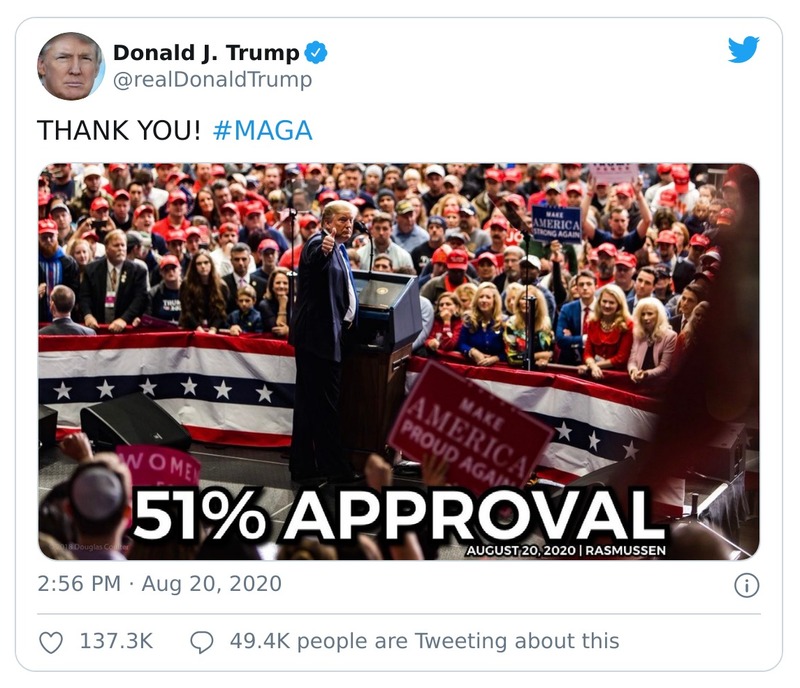 Donald J. Trump
@realDonaldTrump
THANK YOU! #MAGA
MAKE
AMERICA
STRONG AGAIN
MAKE
AMERICA
PROUD AGAIN
WOMEN
51% APPROVAL
AUGUST 20, 2020 | RASMUSSEN
2:56 PM · Aug 20, 2020
137.3K
49.4K people are Tweeting about this